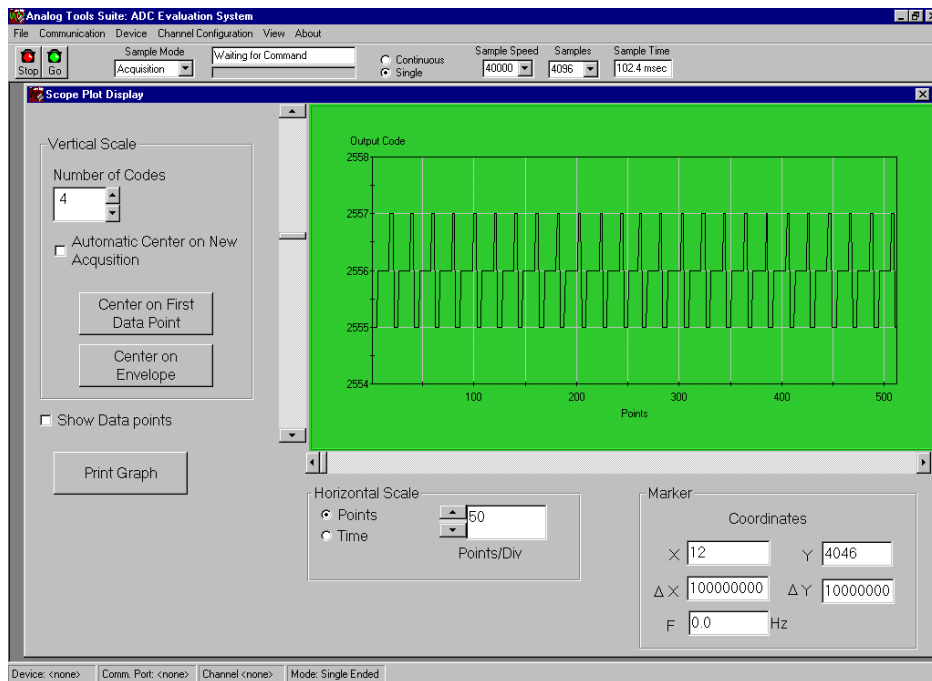 Analog Tools Suite: ADC Evaluation System
File Communication Device Channel Configuration View About
Stop Go
Sample Mode
Acquisition
Waiting for Command
Continuous
Single
Sample Speed
40000
Samples
4096
Sample Time
102.4 msec
Scope Plot Display
Vertical Scale
Number of Codes
4
Automatic Center on New
Acqusition
Center on First
Data Point
Center on
Envelope
Show Data points
Print Graph
Output Code
2558
2557
2556
2555
2554
100 200 300 400 500
Points
Horizontal Scale
Points
Time
50
Points/Div
Marker
Coordinates
X 12 Y 4046
Δ X 100000000 Δ Y 10000000
F 0.0 Hz
Device: <none> Comm. Port: <none> Channel <none> Mode: Single Ended